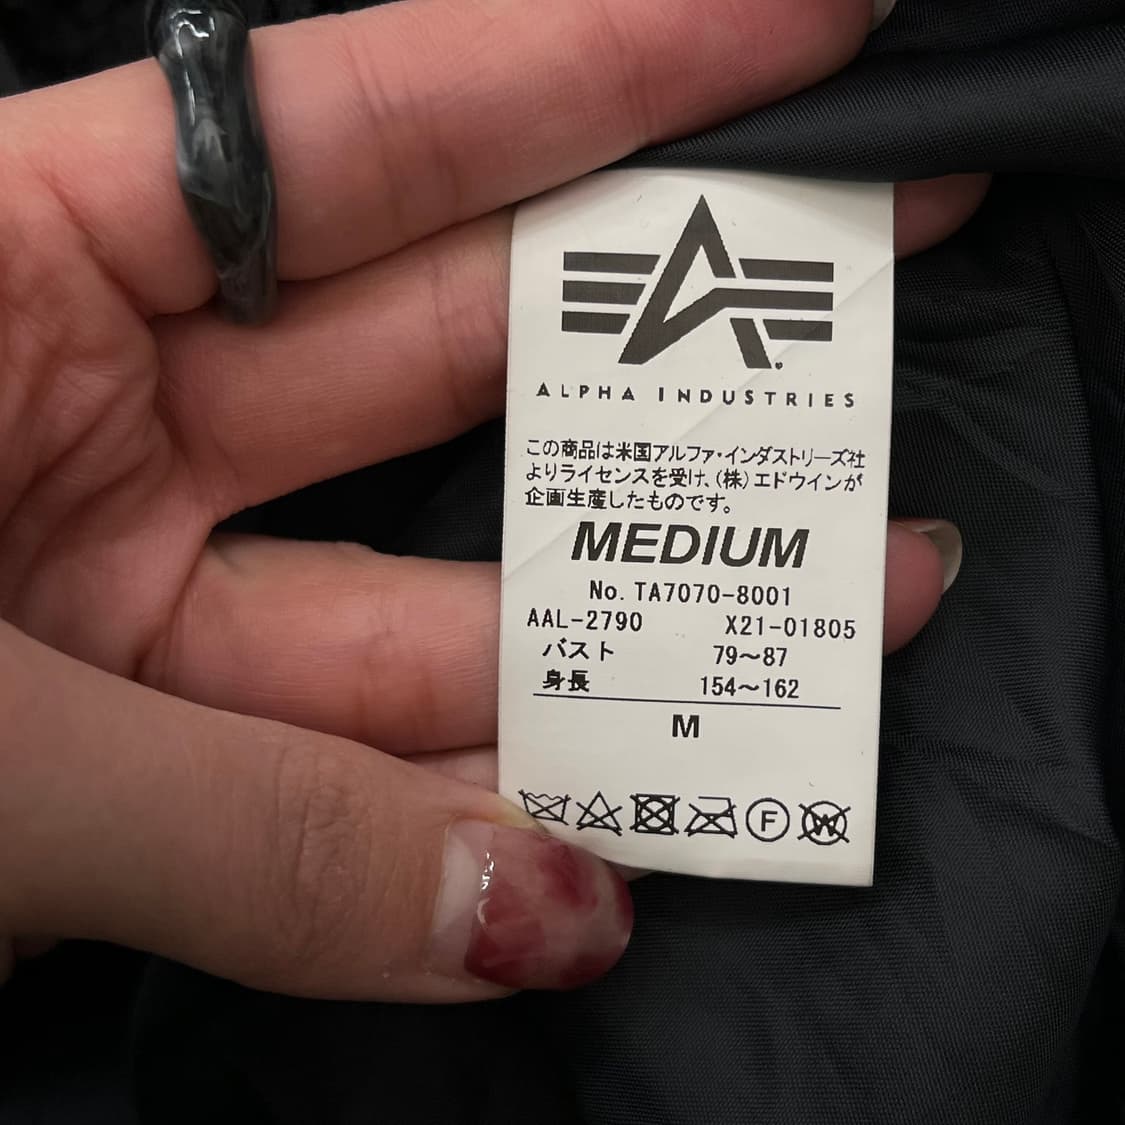 ALPHA INDUSTRIES
この商品は米国アルファ・インダストリーズ社
よりライセンスを受け、(株)エドウインが
企画生産したものです。
MEDIUM
No. TA7070-8001
AAL-2790 X21-01805
バスト 79〜87
身長 154〜162
M
F W